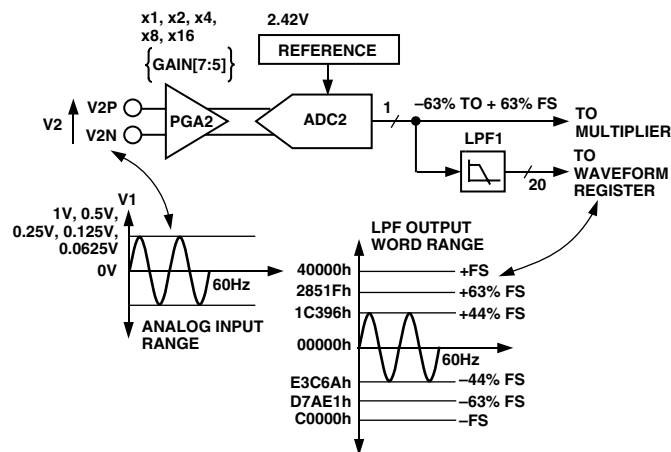 x1, x2, x4,
x8, x16
{GAIN[7:5]}
2.42V
REFERENCE
V2
V2P
V2N
PGA2
ADC2
1
–63% TO + 63% FS
TO
MULTIPLIER
LPF1
20
TO
WAVEFORM
REGISTER
V1
1V, 0.5V,
0.25V, 0.125V,
0.0625V
0V
60Hz
ANALOG INPUT
RANGE
LPF OUTPUT
WORD RANGE
40000h
+FS
2851Fh
+63% FS
1C396h
+44% FS
00000h
60Hz
E3C6Ah
–44% FS
D7AE1h
–63% FS
C0000h
–FS